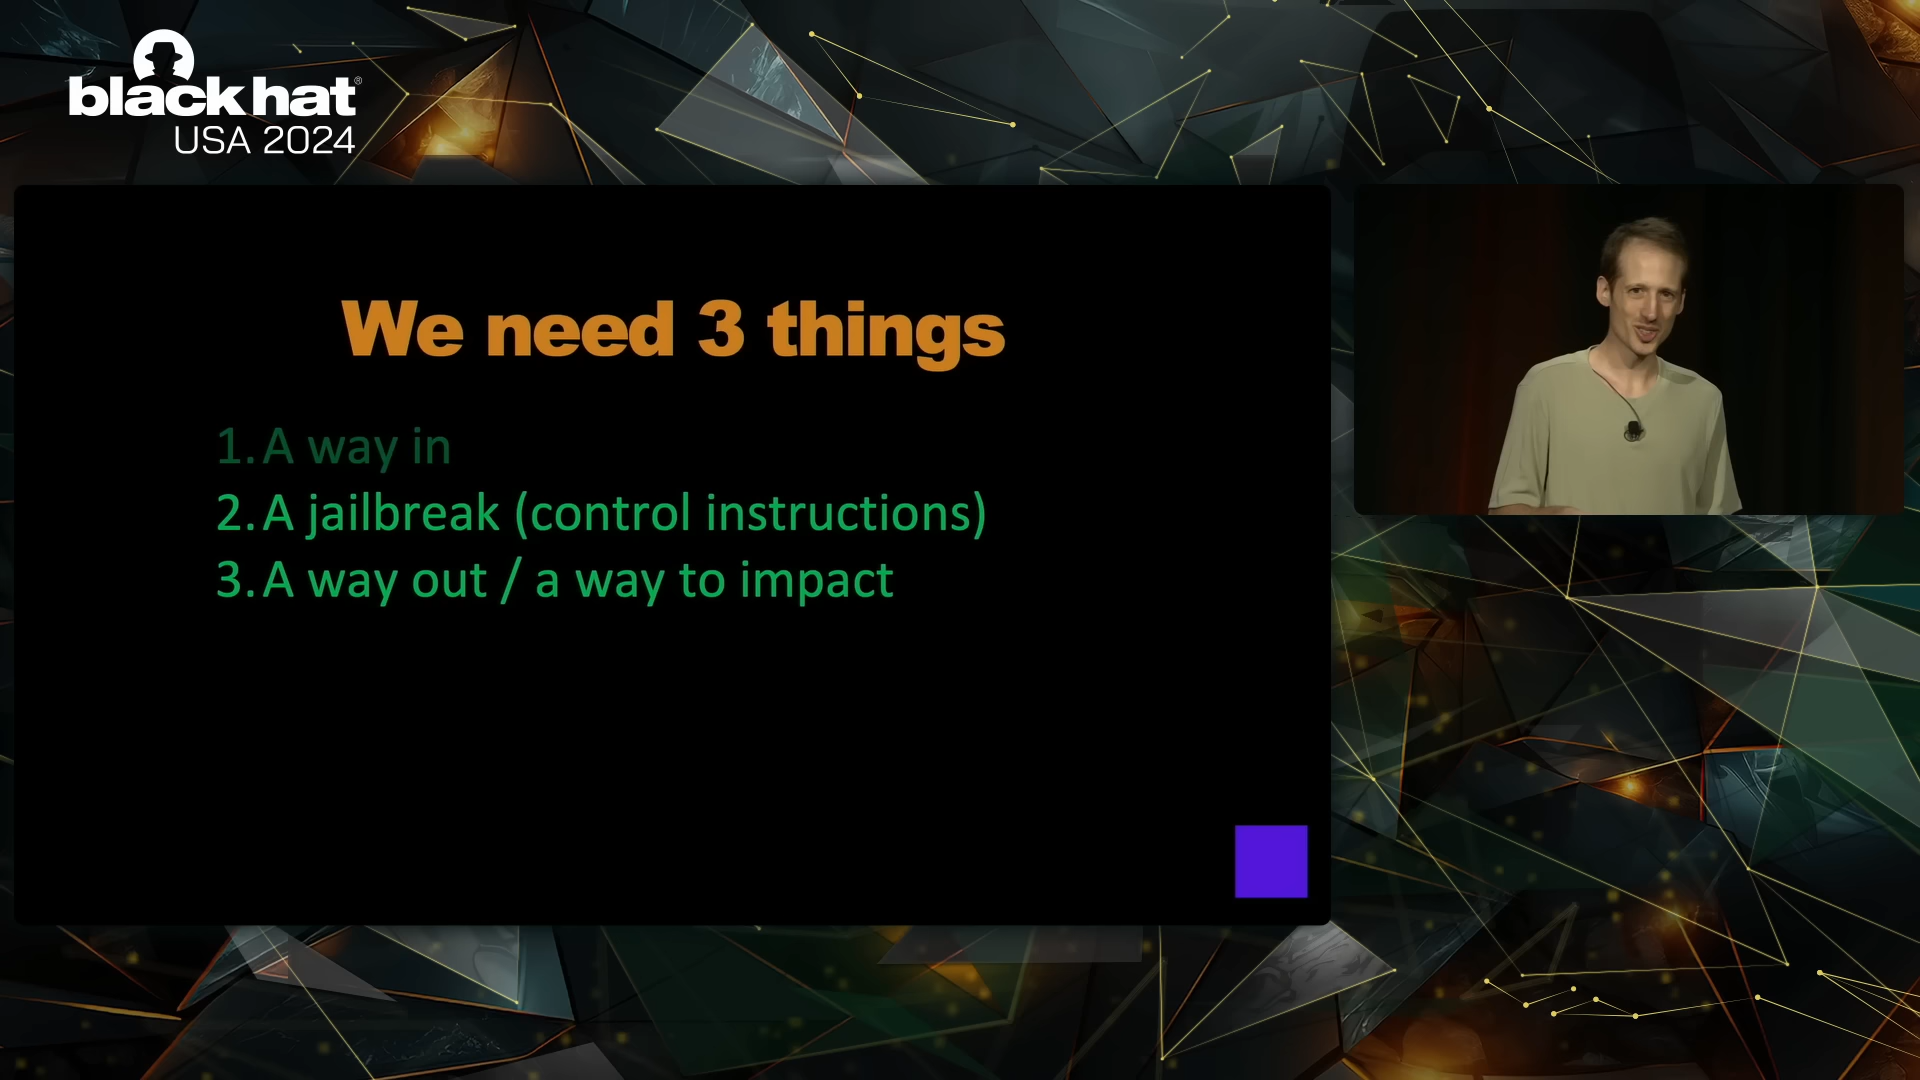 black hat®
USA 2024
We need 3 things
1. A way in
2. A jailbreak (control instructions)
3. A way out / a way to impact